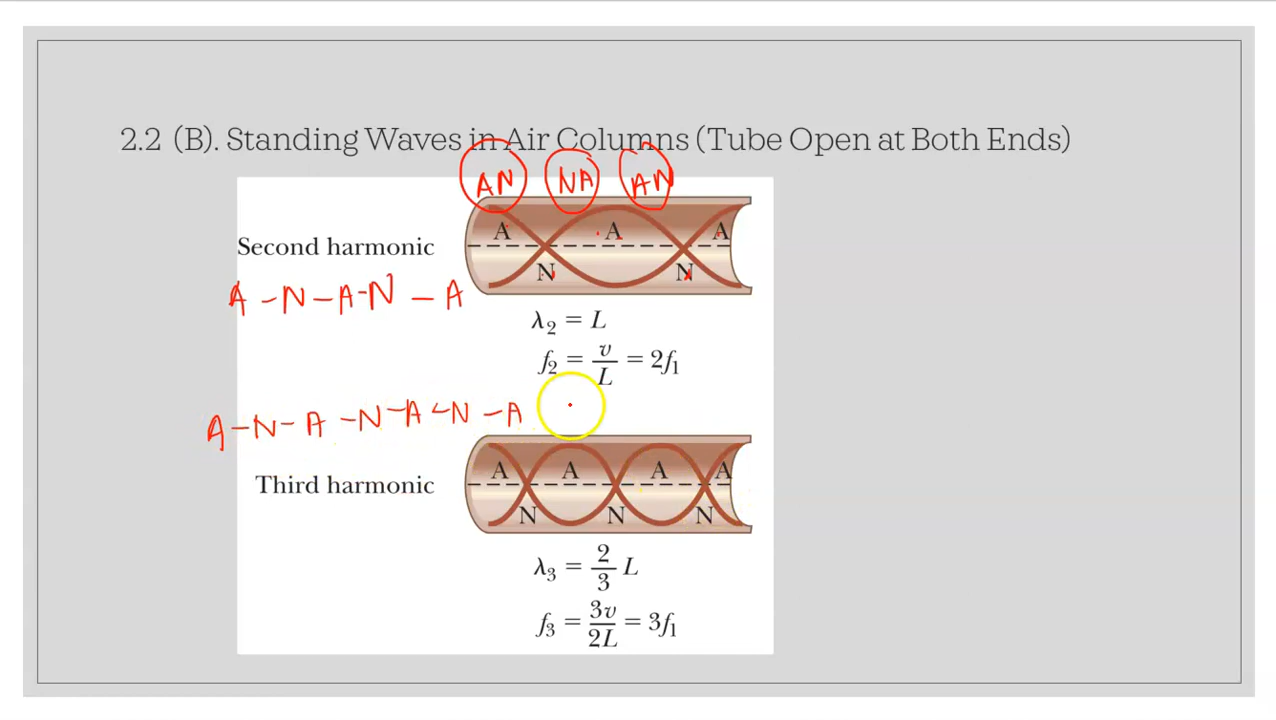 2.2 (B). Standing Waves in Air Columns (Tube Open at Both Ends)
AN NA AN
A A A
Second harmonic
N N
A - N - A - N - A
λ2 = L
f2 = v/L = 2f1
A - N - A - N - A - N - A
A A A A
Third harmonic
N N N
λ3 = 2/3 L
f3 = 3v/2L = 3f1